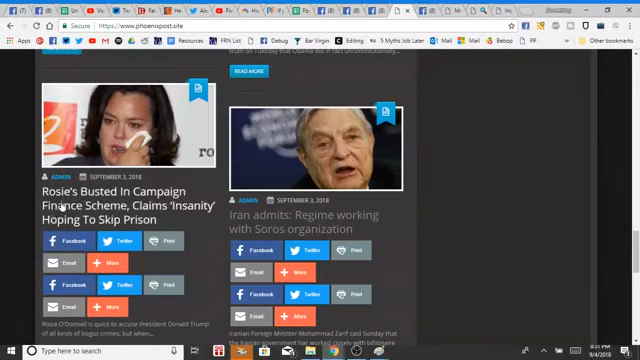 https://www.phoenixpost.site
Resources
FRN List
Debug
Bar Virgin
Editing
5 Myths Job Later
Mail
Mail
Bejond
PP
Other bookmarks
truth on Tuesday that Obama did in fact unconstitutionally...
READ MORE
ADMIN SEPTEMBER 3, 2018
Rosie's Busted In Campaign
Finance Scheme, Claims 'Insanity'
Hoping To Skip Prison
Facebook Twitter Print
Email More
Facebook Twitter Print
Email More
Rosie O'Donnell is quick to accuse President Donald Trump
of all kinds of bogus crimes, but when...
WORLD
ADMIN SEPTEMBER 3, 2018
Iran admits: Regime working
with Soros organization
Facebook Twitter Print
Email More
Facebook Twitter Print
Email More
Iranian Foreign Minister Mohammad Zarif said Sunday that
the Iranian government has worked closely with billionaire
Type here to search
8:31 PM
9/4/2018